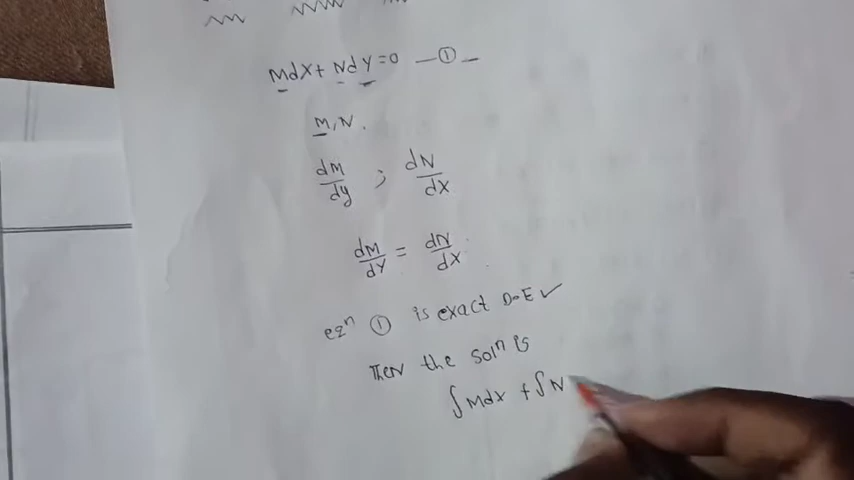 Mdx + NdY = 0 — ① —
M, N.
dM/dy ; dN/dx
dM/dY = dN/dx
eqⁿ ① is exact D.E ✓
Then the solⁿ is
∫Mdx + ∫N